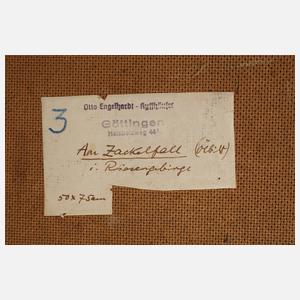 3
Otto Engelhardt - Kyffhäuser
Göttingen
Am Zackelfall
i. Riesengebirge
50 x 75 cm